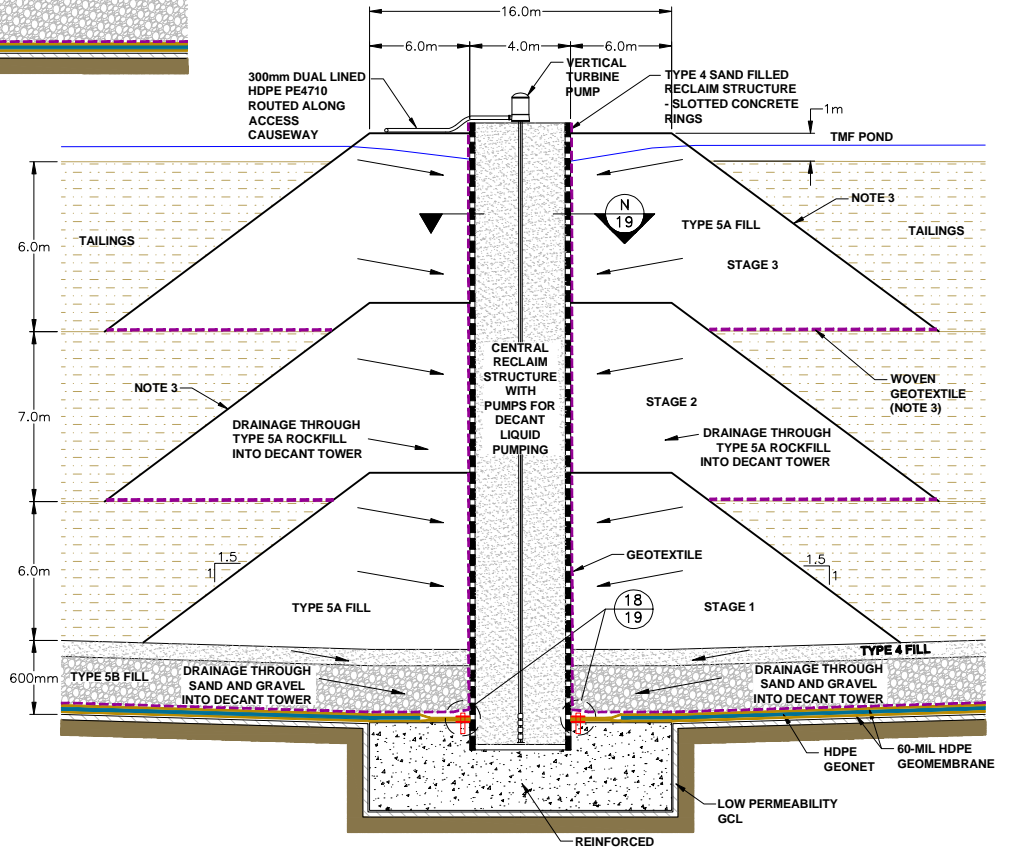 16.0m
6.0m
4.0m
6.0m
300mm DUAL LINED
HDPE PE4710
ROUTED ALONG
ACCESS
CAUSEWAY
VERTICAL
TURBINE
PUMP
TYPE 4 SAND FILLED
RECLAIM STRUCTURE
- SLOTTED CONCRETE
RINGS
1m
TMF POND
NOTE 3
N
19
TYPE 5A FILL
TAILINGS
TAILINGS
6.0m
STAGE 3
CENTRAL
RECLAIM
STRUCTURE
WITH
PUMPS FOR
DECANT
LIQUID
PUMPING
WOVEN
GEOTEXTILE
(NOTE 3)
NOTE 3
STAGE 2
7.0m
DRAINAGE THROUGH
TYPE 5A ROCKFILL
INTO DECANT TOWER
DRAINAGE THROUGH
TYPE 5A ROCKFILL
INTO DECANT TOWER
GEOTEXTILE
1.5
1
1.5
1
6.0m
18
19
TYPE 5A FILL
STAGE 1
TYPE 4 FILL
600mm
TYPE 5B FILL
DRAINAGE THROUGH
SAND AND GRAVEL
INTO DECANT TOWER
DRAINAGE THROUGH
SAND AND GRAVEL
INTO DECANT TOWER
HDPE
GEONET
60-MIL HDPE
GEOMEMBRANE
LOW PERMEABILITY
GCL
REINFORCED